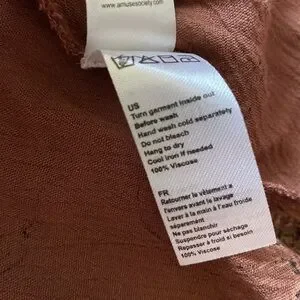 www.amusesociety.com
US
Turn garment inside out
Before wash
Hand wash cold separately
Do not bleach
Hang to dry
Cool iron if needed
100% Viscose
FR
Retourner le vêtement a
l'envers avant le lavage
Laver à la main à l'eau froide
séparément
Ne pas blanchir
Suspendre pour séchage
Repasser à froid si besoin
100% Viscose